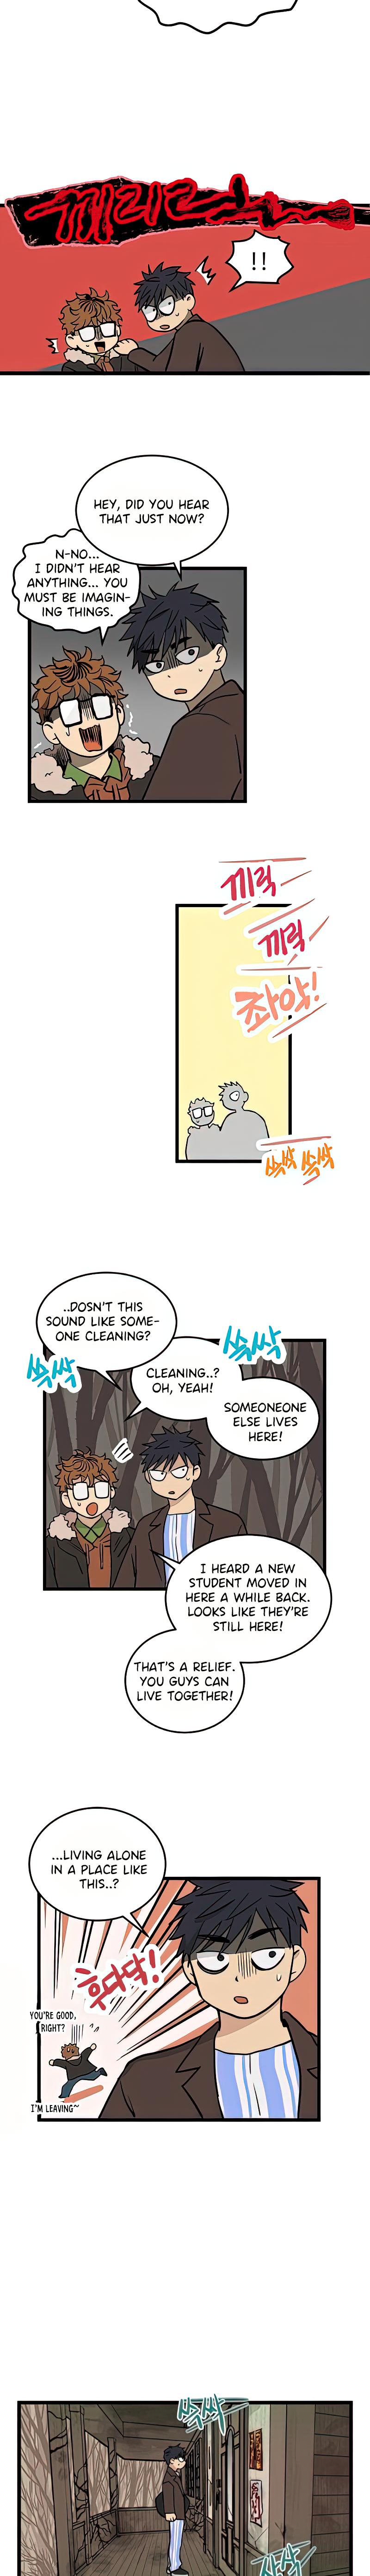 끼리릭
!!
HEY, DID YOU HEAR
THAT JUST NOW?
N-NO...
I DIDN'T HEAR
ANYTHING... YOU
MUST BE IMAGIN-
ING THINGS.
끼릭
끼릭
좌악!
쓱싹 쓱싹
..DOSN'T THIS
SOUND LIKE SOME-
ONE CLEANING?
쓱싹
쓱싹
CLEANING..?
OH, YEAH!
SOMEONEONE
ELSE LIVES
HERE!
I HEARD A NEW
STUDENT MOVED IN
HERE A WHILE BACK.
LOOKS LIKE THEY'RE
STILL HERE!
THAT'S A RELIEF.
YOU GUYS CAN
LIVE TOGETHER!
...LIVING ALONE
IN A PLACE LIKE
THIS..?
후다닥!
YOU'RE GOOD,
RIGHT?
I'M LEAVING~
쓱싸